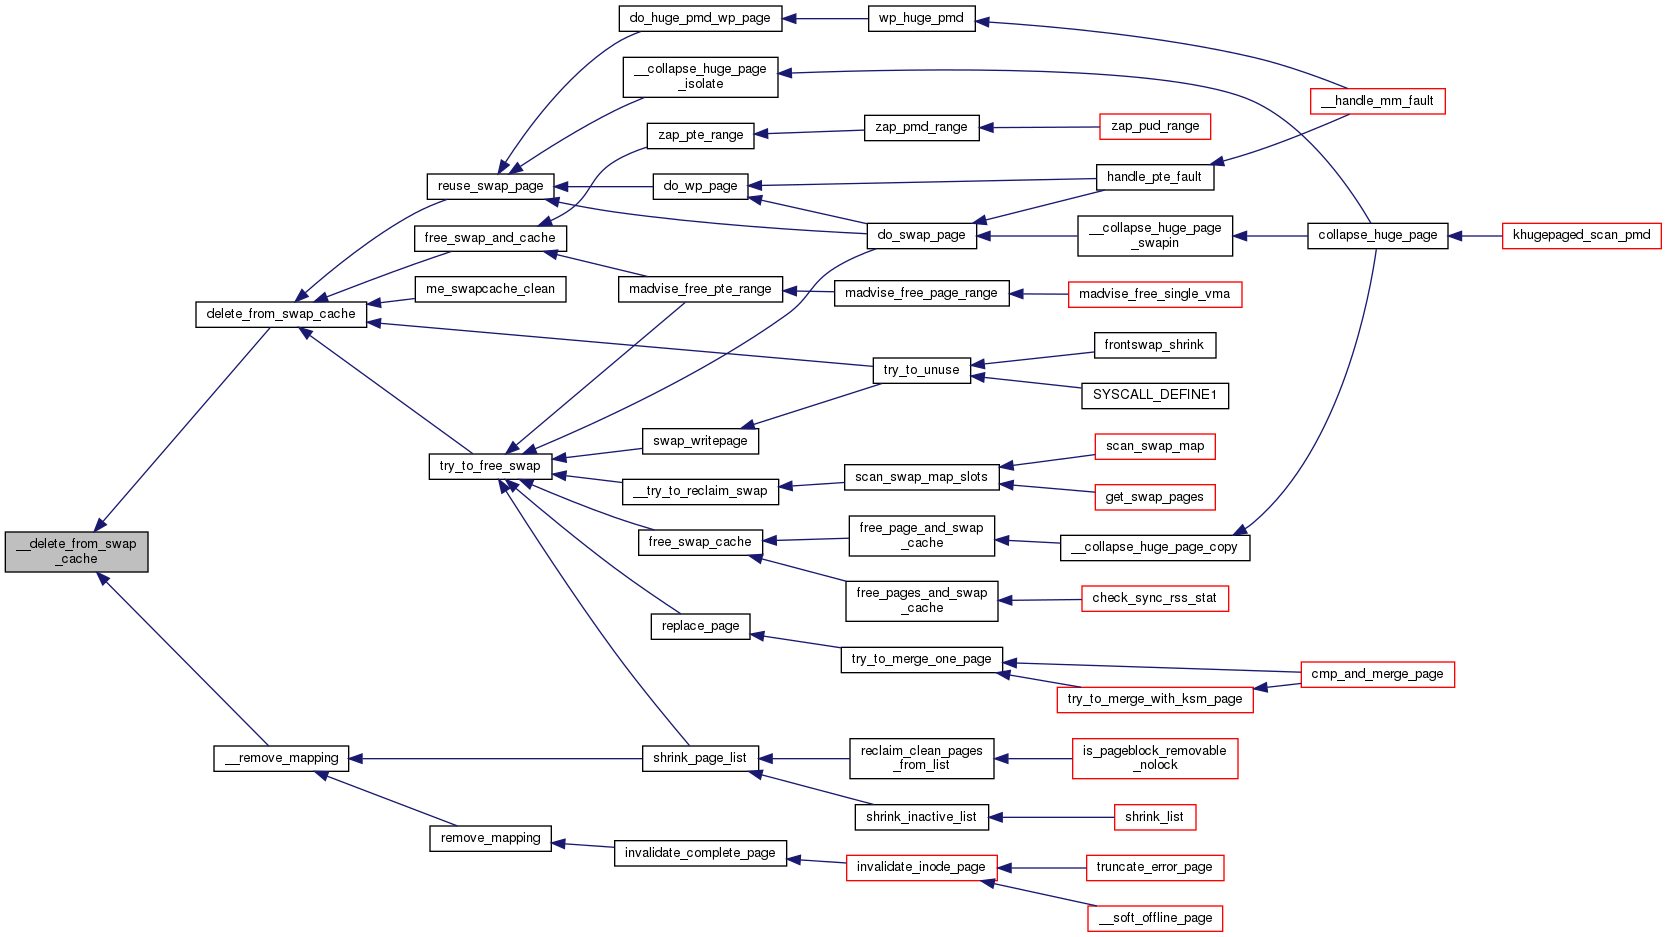 do_huge_pmd_wp_page
wp_huge_pmd
__collapse_huge_page
_isolate
__handle_mm_fault
zap_pte_range
zap_pmd_range
zap_pud_range
reuse_swap_page
do_wp_page
handle_pte_fault
free_swap_and_cache
do_swap_page
__collapse_huge_page
_swapin
collapse_huge_page
khugepaged_scan_pmd
me_swapcache_clean
madvise_free_pte_range
madvise_free_page_range
madvise_free_single_vma
delete_from_swap_cache
frontswap_shrink
try_to_unuse
SYSCALL_DEFINE1
swap_writepage
scan_swap_map
try_to_free_swap
__try_to_reclaim_swap
scan_swap_map_slots
get_swap_pages
free_swap_cache
free_page_and_swap
_cache
__collapse_huge_page_copy
__delete_from_swap
_cache
free_pages_and_swap
_cache
check_sync_rss_stat
replace_page
try_to_merge_one_page
cmp_and_merge_page
try_to_merge_with_ksm_page
__remove_mapping
shrink_page_list
reclaim_clean_pages
_from_list
is_pageblock_removable
_nolock
shrink_inactive_list
shrink_list
remove_mapping
invalidate_complete_page
invalidate_inode_page
truncate_error_page
__soft_offline_page